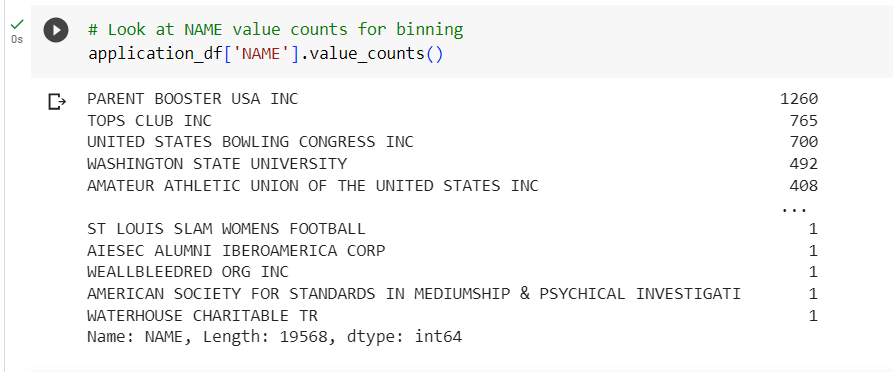 # Look at NAME value counts for binning
0s
application_df['NAME'].value_counts()
PARENT BOOSTER USA INC 1260
TOPS CLUB INC 765
UNITED STATES BOWLING CONGRESS INC 700
WASHINGTON STATE UNIVERSITY 492
AMATEUR ATHLETIC UNION OF THE UNITED STATES INC 408
...
ST LOUIS SLAM WOMENS FOOTBALL 1
AIESEC ALUMNI IBEROAMERICA CORP 1
WEALLBLEEDRED ORG INC 1
AMERICAN SOCIETY FOR STANDARDS IN MEDIUMSHIP & PSYCHICAL INVESTIGATI 1
WATERHOUSE CHARITABLE TR 1
Name: NAME, Length: 19568, dtype: int64